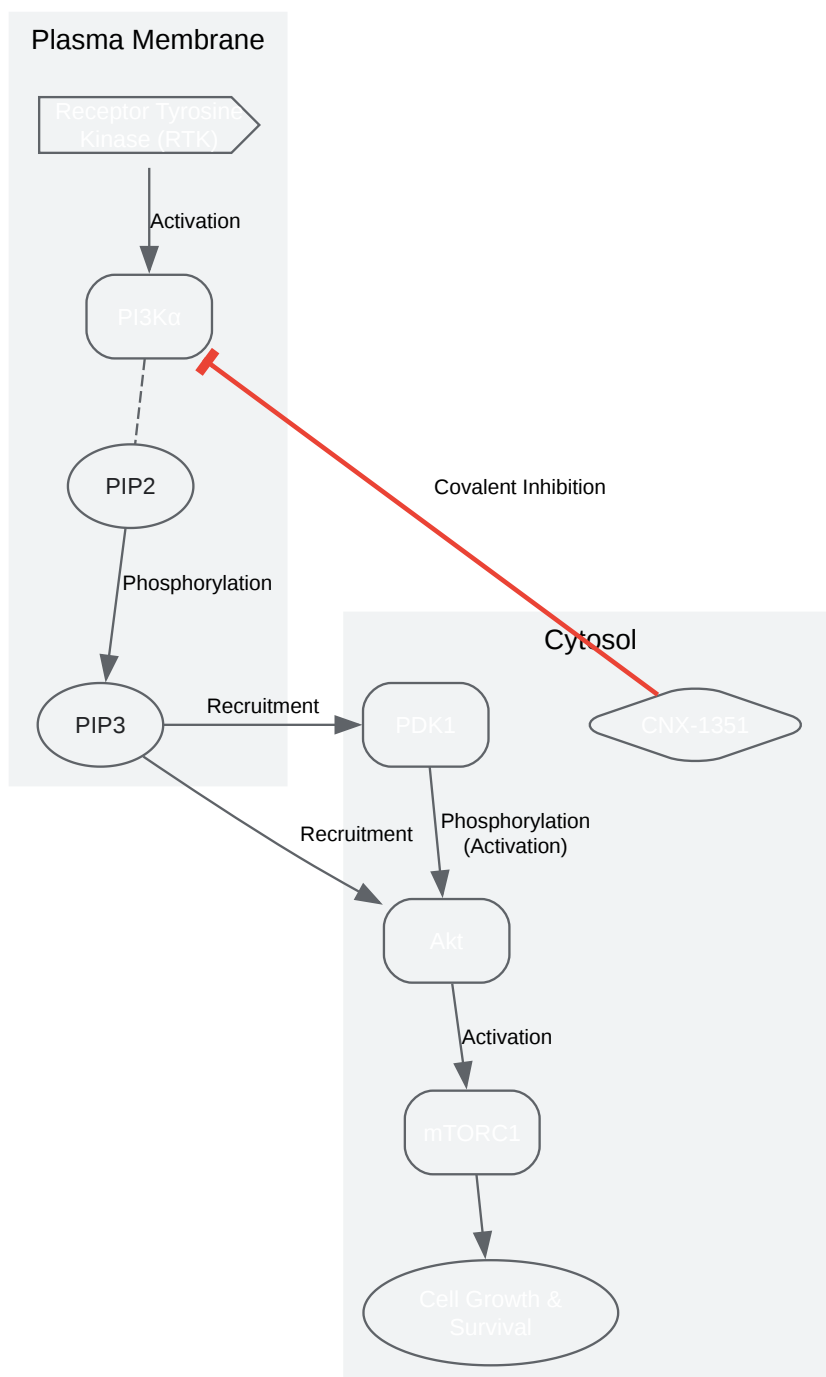 Plasma Membrane
Receptor Tyrosine
Kinase (RTK)
Activation
PI3Kα
Covalent Inhibition
PIP2
Phosphorylation
Cytosol
PIP3
Recruitment
PDK1
CNX-1351
Recruitment
Phosphorylation
(Activation)
Akt
Activation
mTORC1
Cell Growth &
Survival